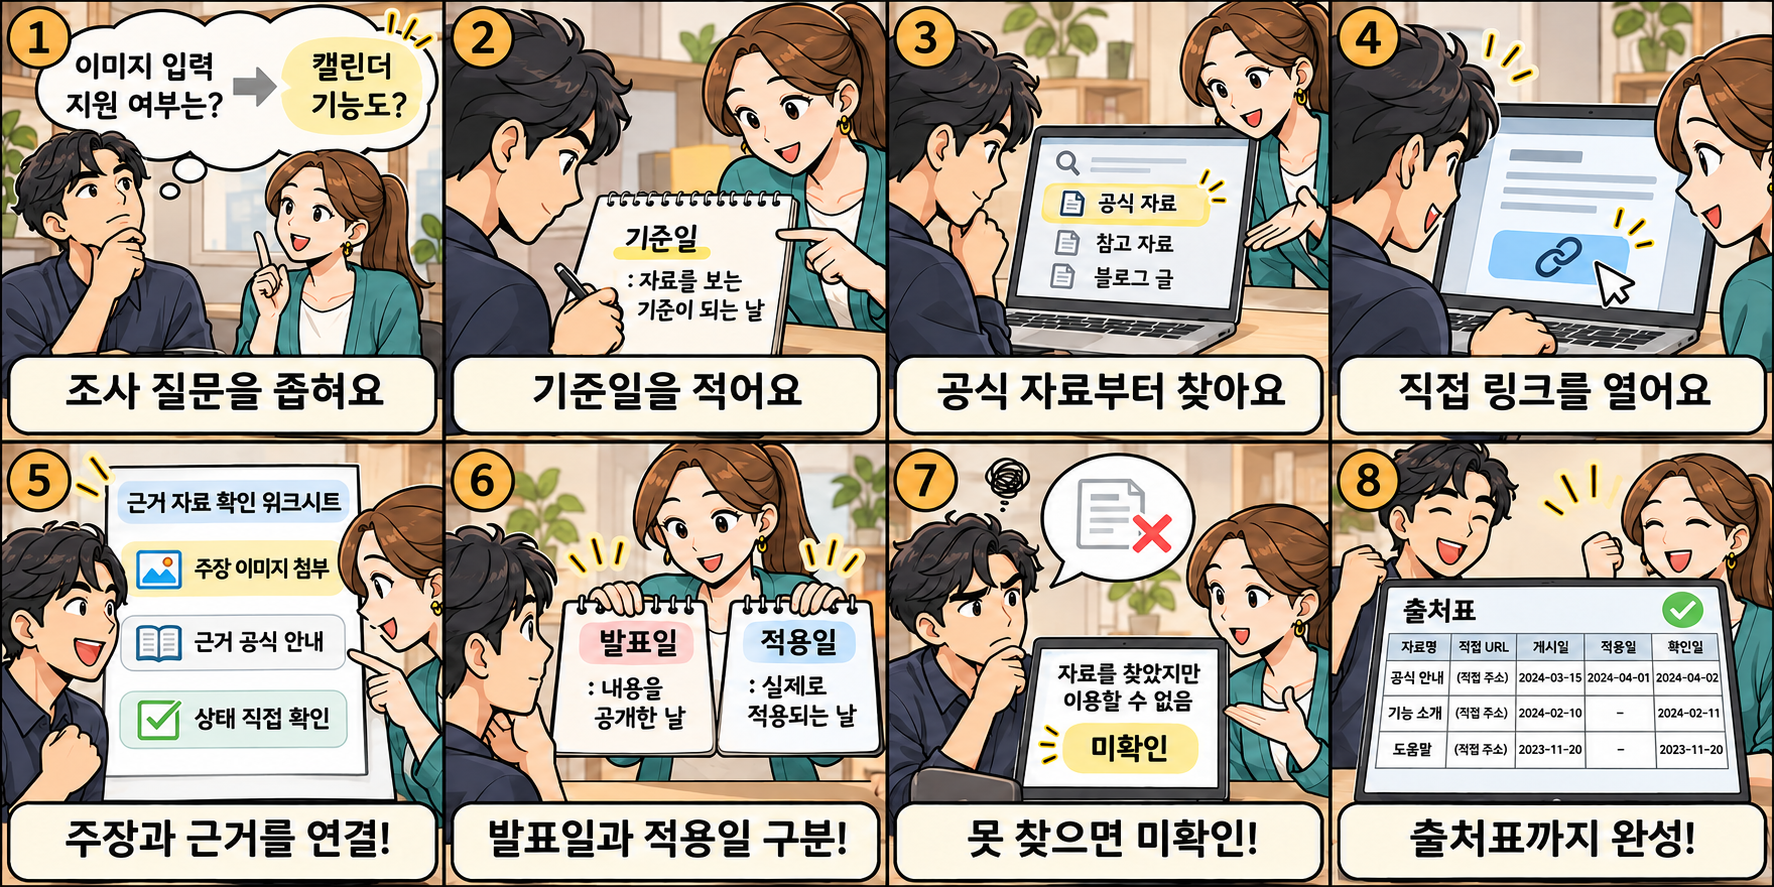 1
이미지 입력
지원 여부는?
캘린더
기능도?
조사 질문을 좁혀요
2
기준일
: 자료를 보는
기준이 되는 날
기준일을 적어요
3
공식 자료
참고 자료
블로그 글
공식 자료부터 찾아요
4
직접 링크를 열어요
5
근거 자료 확인 워크시트
주장 이미지 첨부
근거 공식 안내
상태 직접 확인
주장과 근거를 연결!
6
발표일
: 내용을
공개한 날
적용일
: 실제로
적용되는 날
발표일과 적용일 구분!
7
자료를 찾았지만
이용할 수 없음
미확인
못 찾으면 미확인!
8
출처표
자료명 직접 URL 게시일 적용일 확인일
공식 안내 (직접 주소) 2024-03-15 2024-04-01 2024-04-02
기능 소개 (직접 주소) 2024-02-10 – 2024-02-11
도움말 (직접 주소) 2023-11-20 – 2023-11-20
출처표까지 완성!